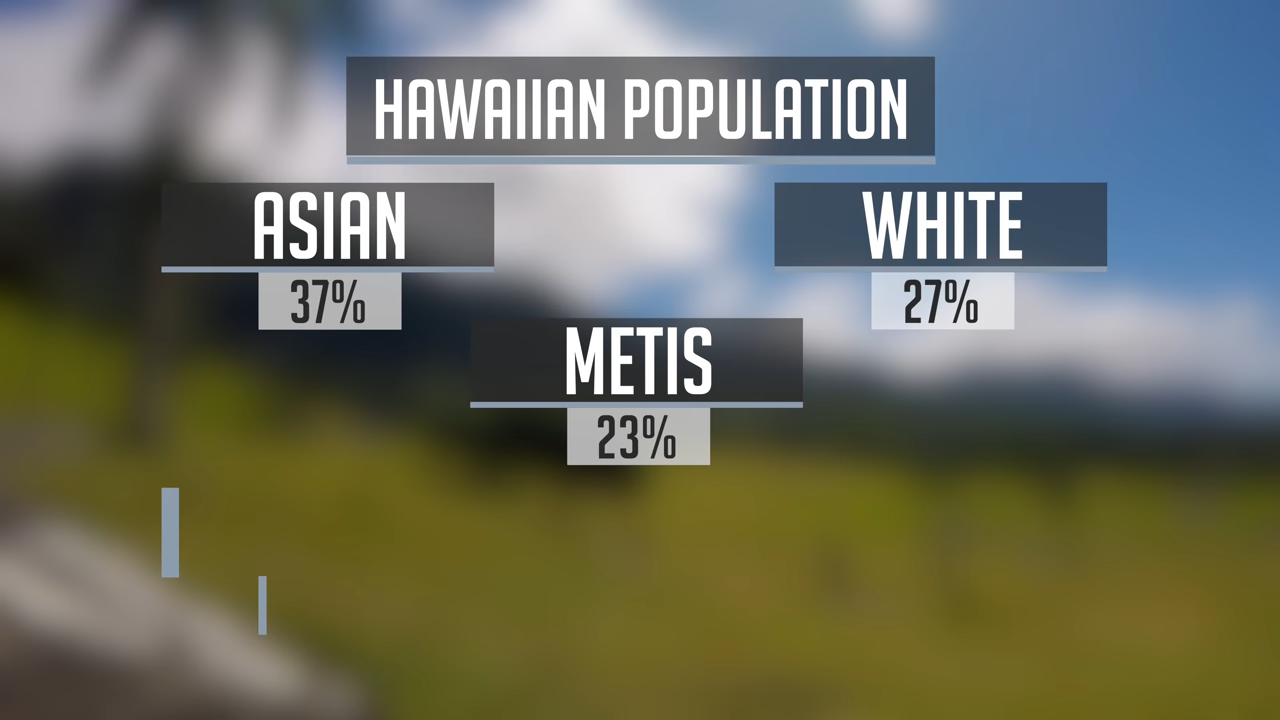 HAWAIIAN POPULATION
ASIAN
37%
WHITE
27%
METIS
23%